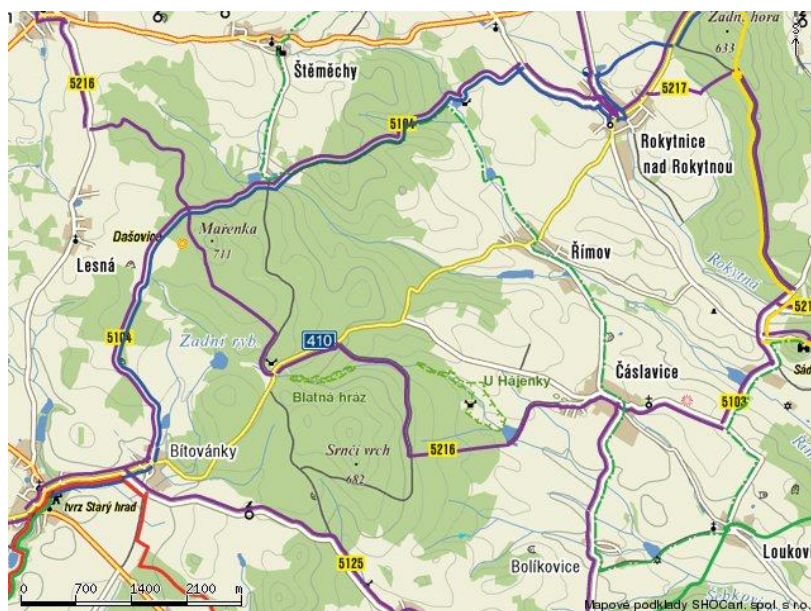 Zadní hora
633
5216
Štěměchy
5217
5104
Rokytnice
nad Rokytnou
Dašovice
Mařenka
711
Lesná
Římov
Rokytná
5104
Zadní ryb.
410
U Hájenky
Čáslavice
Blatná hráz
5103
Bítovánky
Srnčí vrch
682
5216
tvrz Starý hrad
5125
Bolíkovice
0 700 1400 2100 m
Mapové podklady SHOCart, spol. s r.o.